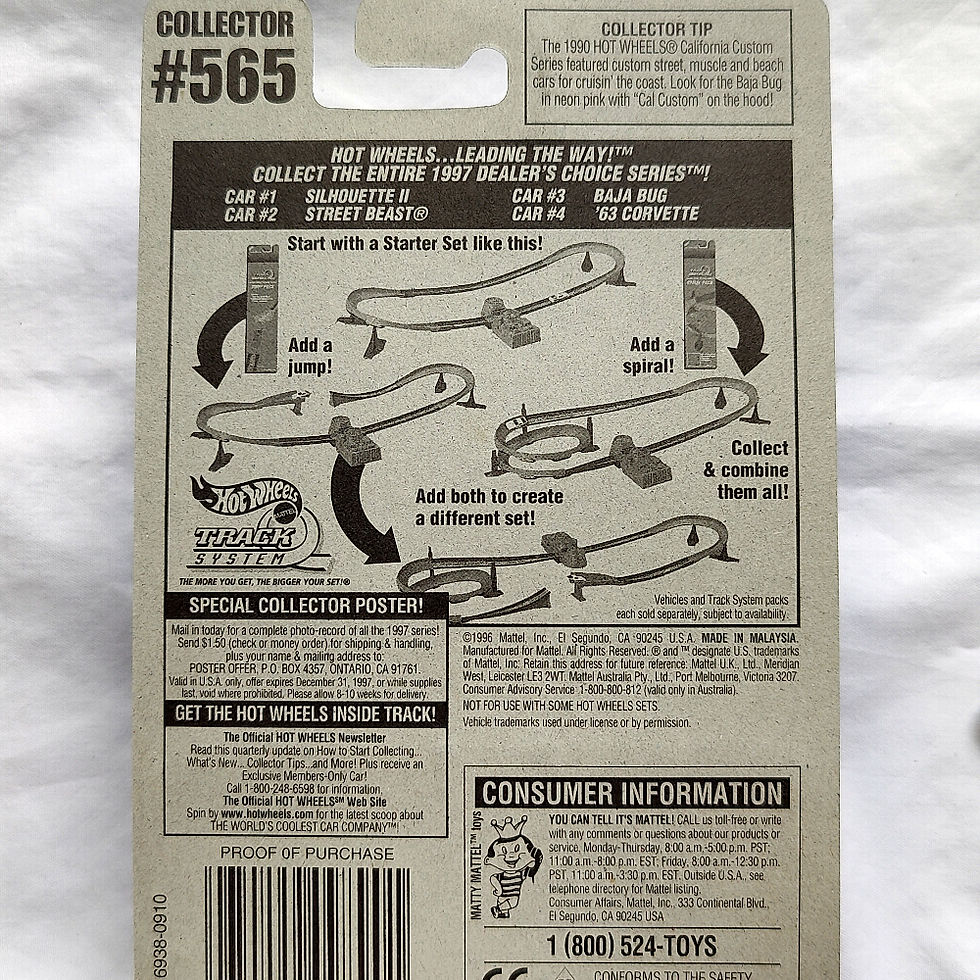 COLLECTOR
#565
COLLECTOR TIP
The 1990 HOT WHEELS® California Custom
Series featured custom street, muscle and beach
cars for cruisin' the coast. Look for the Baja Bug
in neon pink with "Cal Custom" on the hood!
HOT WHEELS...LEADING THE WAY!™
COLLECT THE ENTIRE 1997 DEALER'S CHOICE SERIES™!
CAR #1 SILHOUETTE II CAR #3 BAJA BUG
CAR #2 STREET BEAST® CAR #4 '63 CORVETTE
Start with a Starter Set like this!
Add a
jump!
Add a
spiral!
Collect
& combine
them all!
Add both to create
a different set!
Hot Wheels
MATTEL
TRACK
SYSTEM
THE MORE YOU GET, THE BIGGER YOUR SET!®
Vehicles and Track System packs
each sold separately, subject to availability.
SPECIAL COLLECTOR POSTER!
Mail in today for a complete photo-record of all the 1997 series!
Send $1.50 (check or money order) for shipping & handling,
plus your name & mailing address to:
POSTER OFFER, P.O. BOX 4357, ONTARIO, CA 91761.
Valid in U.S.A. only, offer expires December 31, 1997, or while supplies
last, void where prohibited. Please allow 8-10 weeks for delivery.
GET THE HOT WHEELS INSIDE TRACK!
The Official HOT WHEELS Newsletter
Read this quarterly update on How to Start Collecting...
What's New... Collector Tips...and More! Plus receive an
Exclusive Members-Only Car!
Call 1-800-248-6598 for information.
The Official HOT WHEELS℠ Web Site
Spin by www.hotwheels.com for the latest scoop about
THE WORLD'S COOLEST CAR COMPANY™!
©1996 Mattel, Inc., El Segundo, CA 90245 U.S.A. MADE IN MALAYSIA.
Manufactured for Mattel. All Rights Reserved. ® and ™ designate U.S. trademarks
of Mattel, Inc. Retain this address for future reference: Mattel U.K., Ltd., Meridian
West, Leicester LE3 2WT. Mattel Australia Pty., Ltd., Port Melbourne, Victoria 3207.
Consumer Advisory Service 1-800-800-812 (valid only in Australia).
NOT FOR USE WITH SOME HOT WHEELS SETS.
Vehicle trademarks used under license or by permission.
CONSUMER INFORMATION
MATTY MATTEL™ toys
YOU CAN TELL IT'S MATTEL! CALL us toll-free or write
with any comments or questions about our products or
service, Monday-Thursday, 8:00 a.m.-5:00 p.m. PST;
11:00 a.m.-8:00 p.m. EST; Friday, 8:00 a.m.-12:30 p.m.
PST, 11:00 a.m.-3:30 p.m. EST. Outside U.S.A., see
telephone directory for Mattel listing.
Consumer Affairs, Mattel, Inc., 333 Continental Blvd.,
El Segundo, CA 90245 USA
1 (800) 524-TOYS
CE CONFORMS TO THE SAFETY
PROOF OF PURCHASE
6938-0910